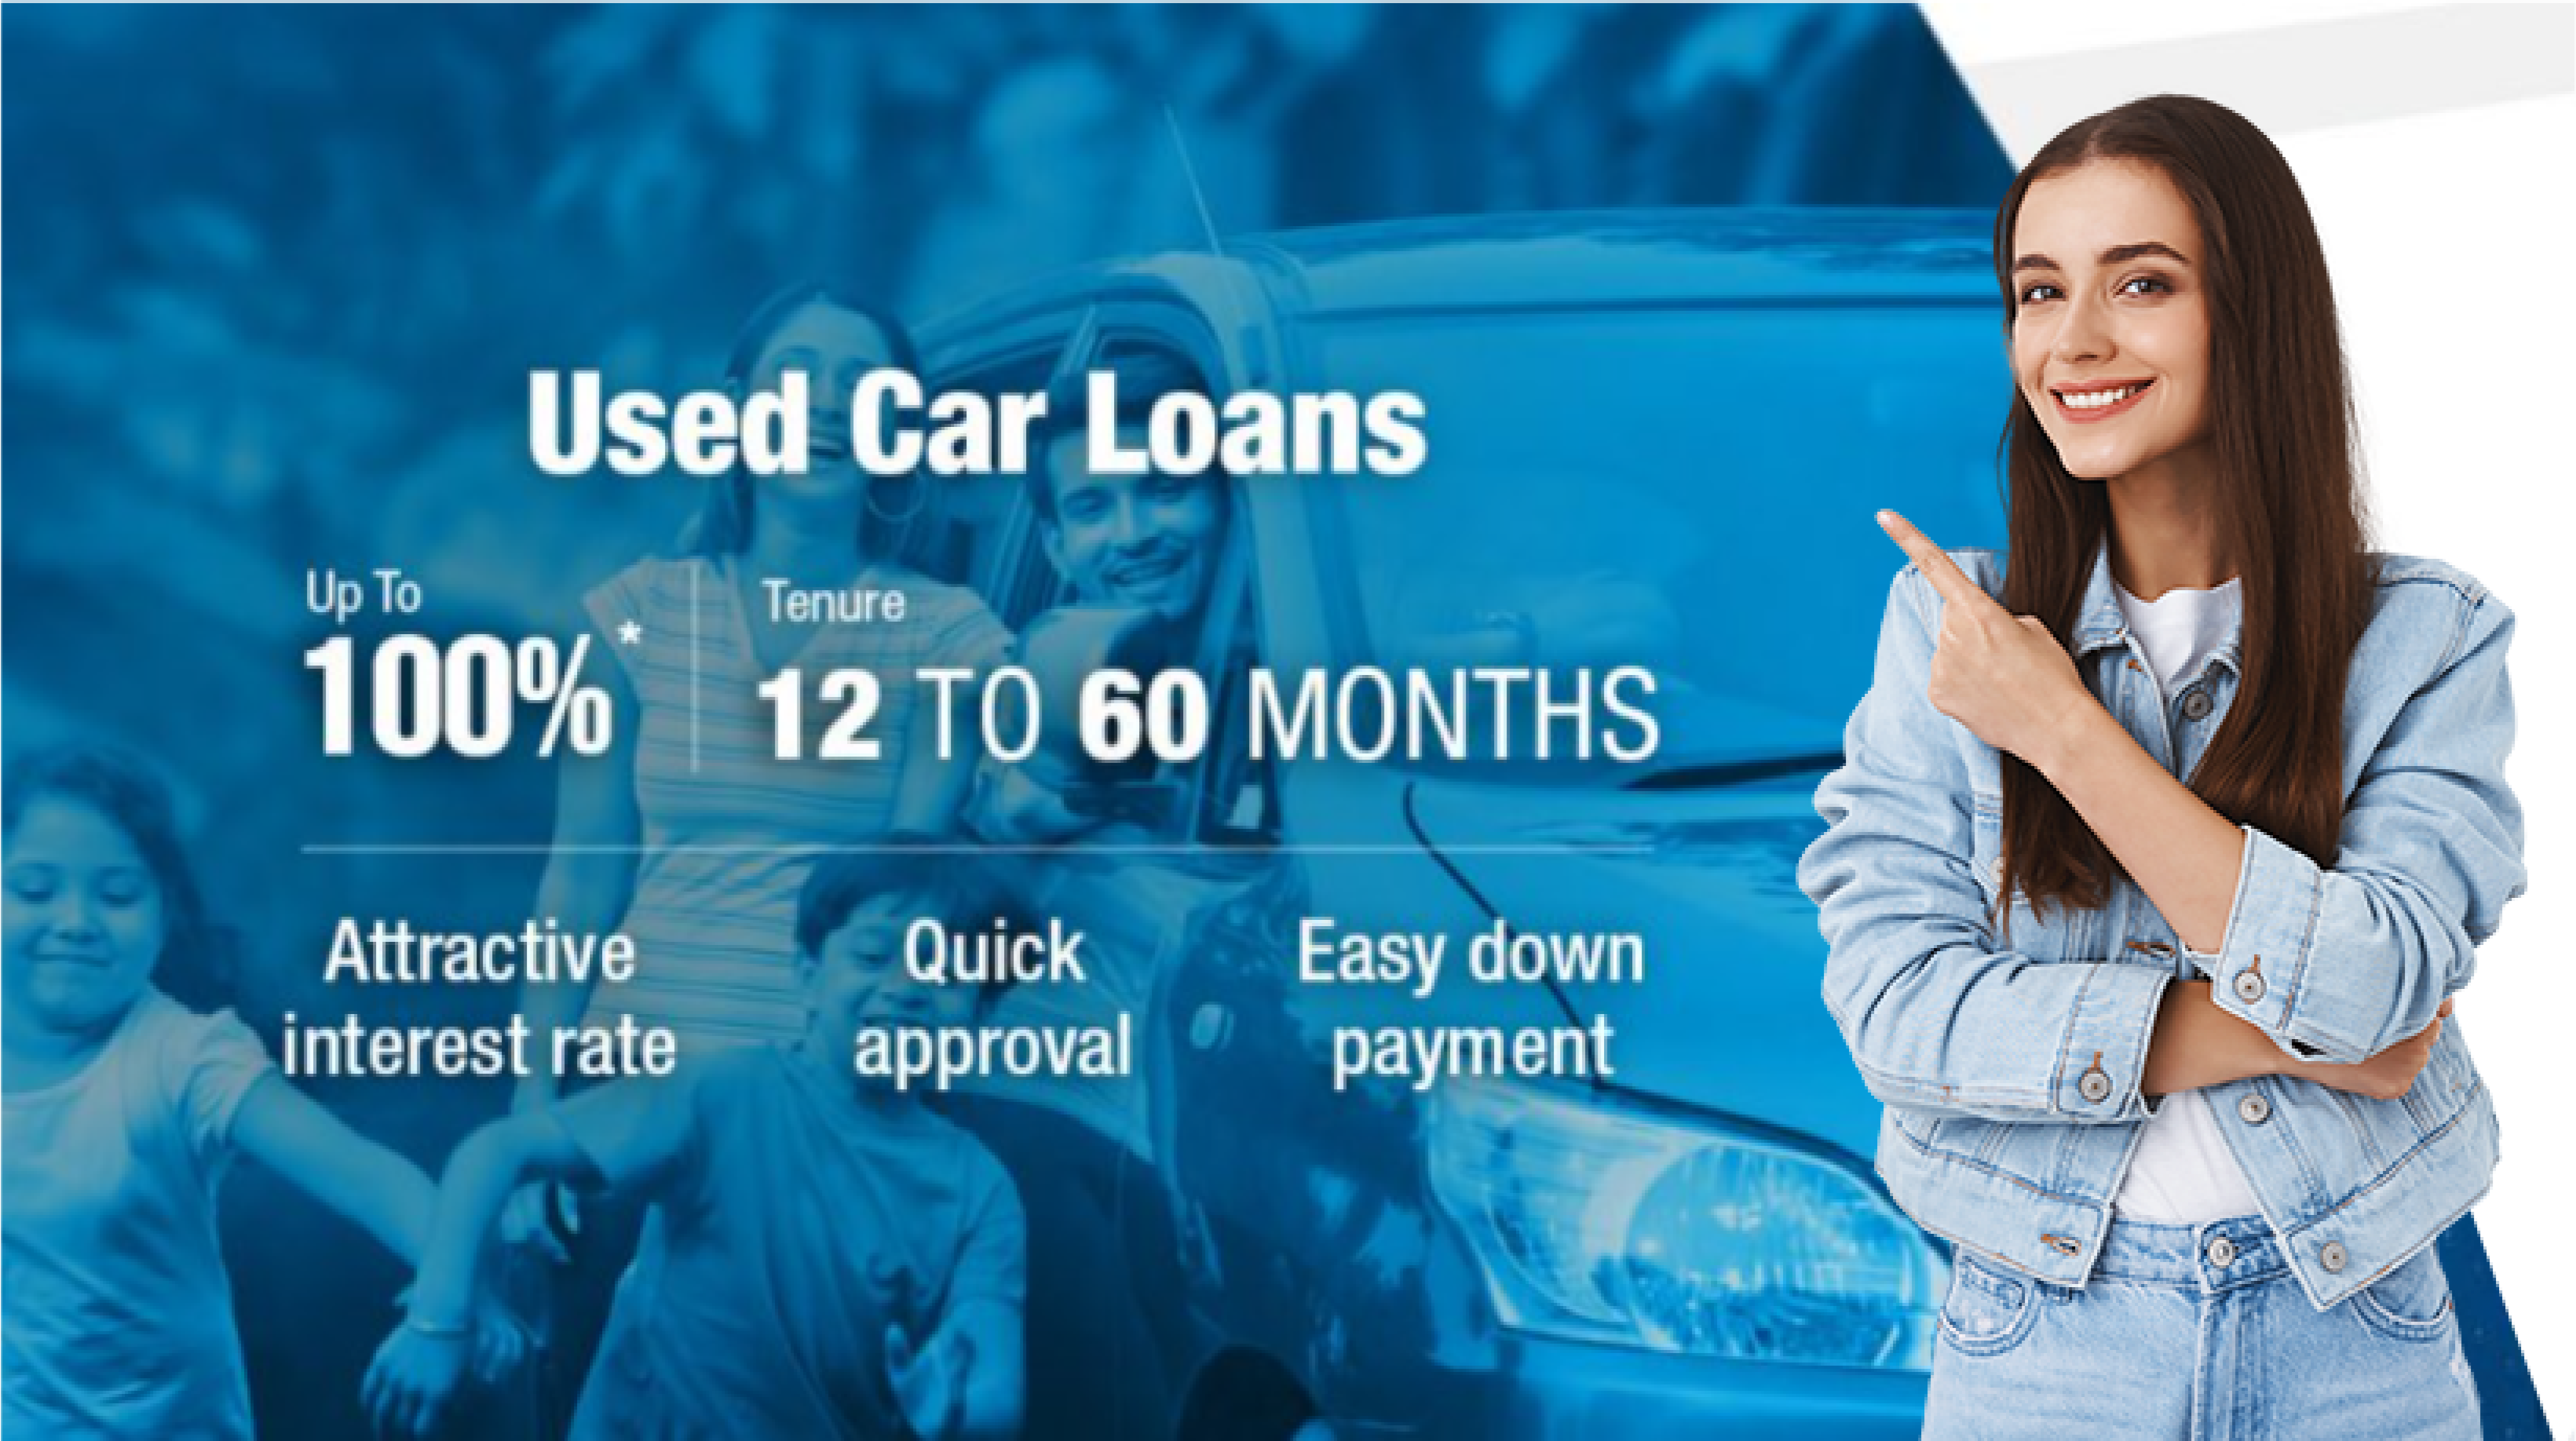 Used Car Loans
Up To
100%*
Tenure
12 TO 60 MONTHS
Attractive
interest rate
Quick
approval
Easy down
payment